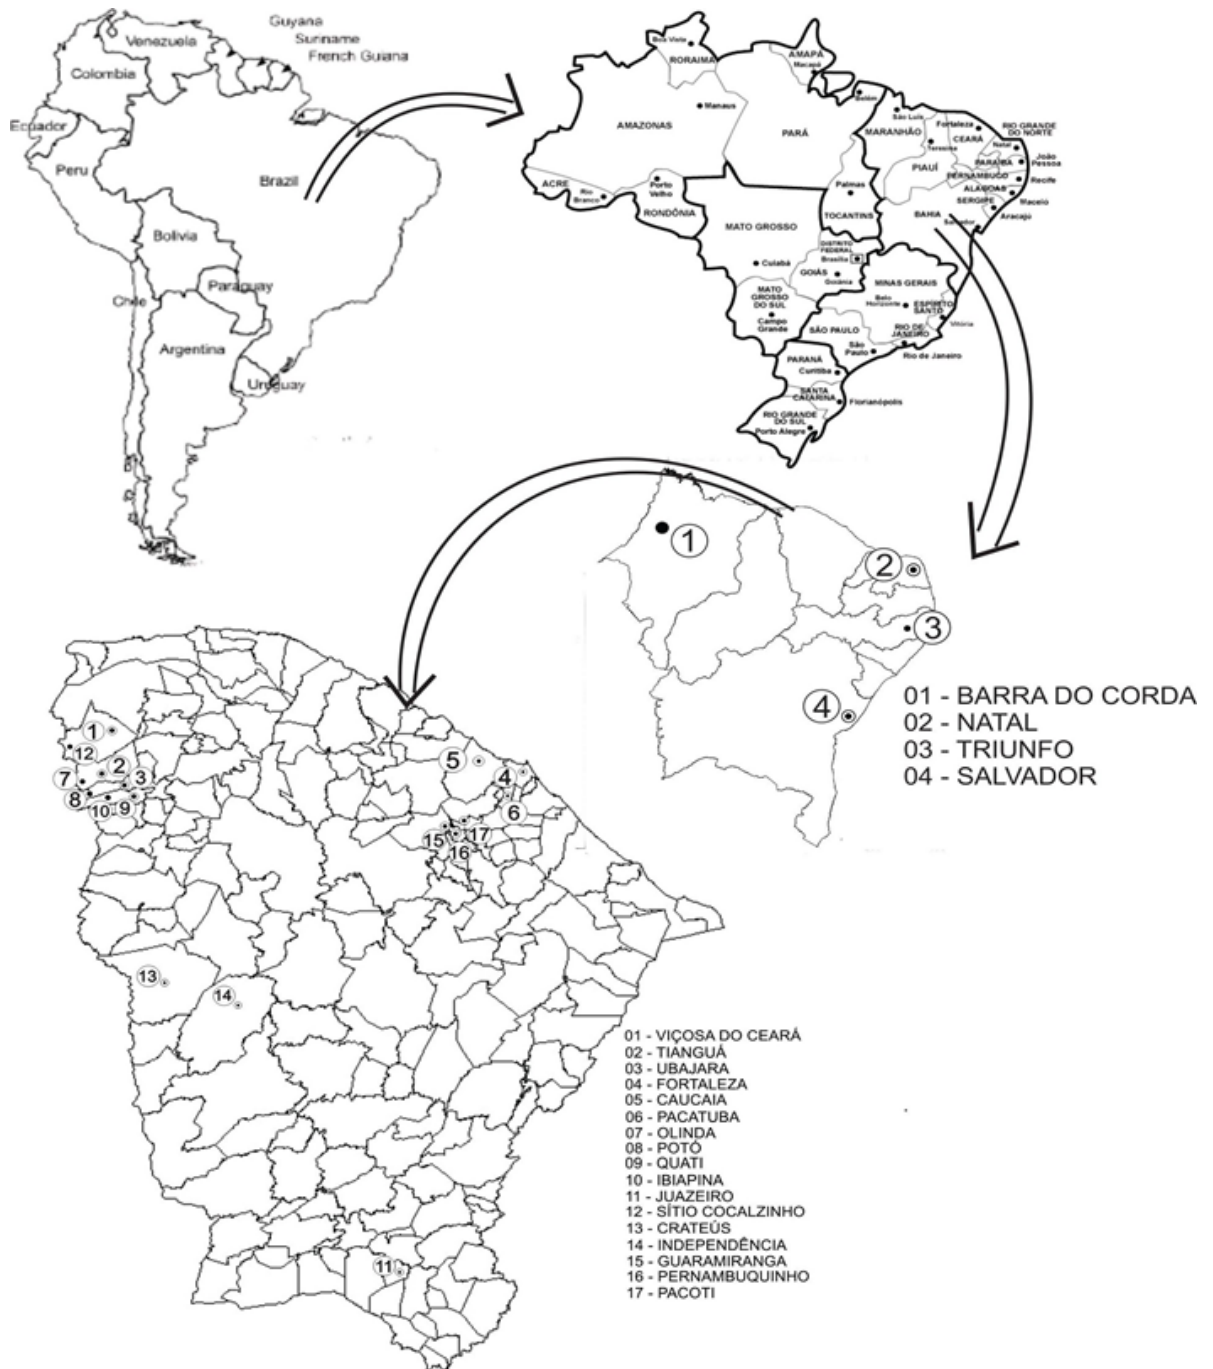 Guyana
Suriname
French Guiana
Venezuela
Colombia
Ecuador
Peru
Brazil
Bolivia
Paraguay
Chile
Argentina
Uruguay
Boa Vista
RORAIMA
AMAPÁ
Macapá
Manaus
AMAZONAS
PARÁ
Belém
São Luís
MARANHÃO
Fortaleza
CEARÁ
RIO GRANDE
DO NORTE
Natal
Teresina
PIAUÍ
PARAÍBA
João
Pessoa
PERNAMBUCO
Recife
ALAGOAS
Maceió
SERGIPE
Aracajú
ACRE
Rio
Branco
Porto
Velho
RONDÔNIA
Palmas
TOCANTINS
BAHIA
Salvador
MATO GROSSO
Cuiabá
DISTRITO
FEDERAL
Brasília
GOIÁS
Goiânia
MATO
GROSSO
DO SUL
Campo
Grande
MINAS GERAIS
Belo
Horizonte
ESPÍRITO
SANTO
Vitória
SÃO PAULO
São
Paulo
RIO DE
JANEIRO
Rio de Janeiro
PARANÁ
Curitiba
SANTA
CATARINA
Florianópolis
RIO GRANDE
DO SUL
Porto Alegre
1
2
3
4
01 - BARRA DO CORDA
02 - NATAL
03 - TRIUNFO
04 - SALVADOR
1
12
2
7
3
8
10
9
5
4
6
15
17
16
13
14
11
01 - VIÇOSA DO CEARÁ
02 - TIANGUÁ
03 - UBAJARA
04 - FORTALEZA
05 - CAUCAIA
06 - PACATUBA
07 - OLINDA
08 - POTÓ
09 - QUATI
10 - IBIAPINA
11 - JUAZEIRO
12 - SÍTIO COCALZINHO
13 - CRATEÚS
14 - INDEPENDÊNCIA
15 - GUARAMIRANGA
16 - PERNAMBUQUINHO
17 - PACOTI